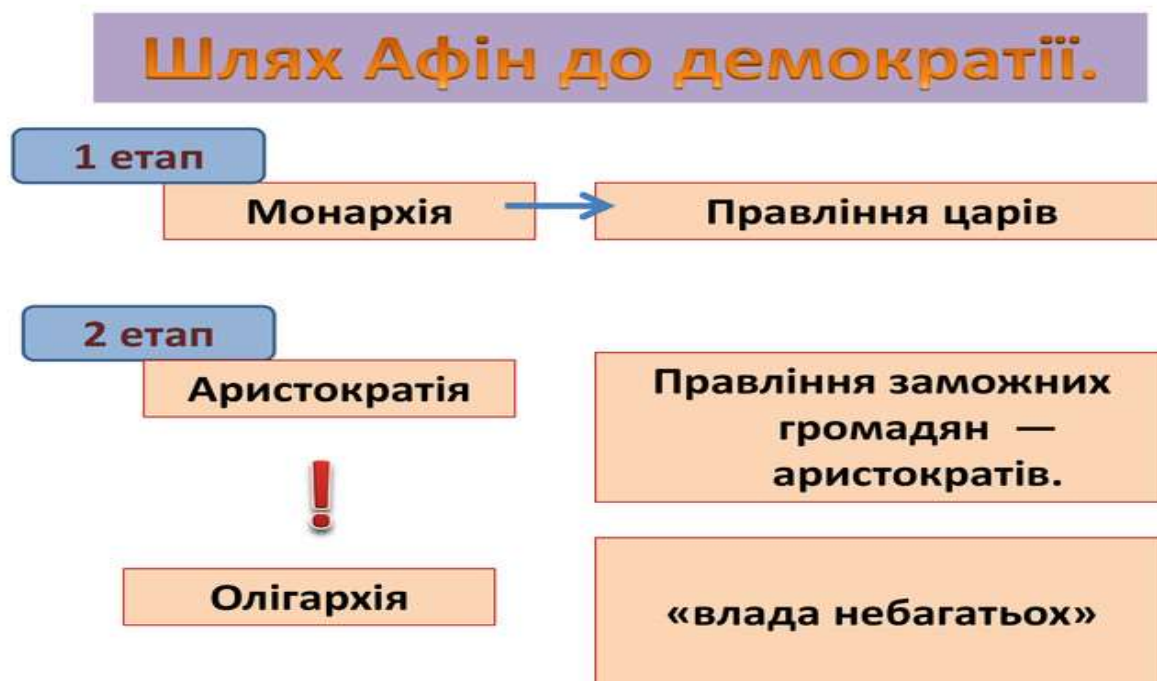 Шлях Афін до демократії.
1 етап
Монархія
Правління царів
2 етап
Аристократія
Правління заможних
громадян —
аристократів.
Олігархія
«влада небагатьох»